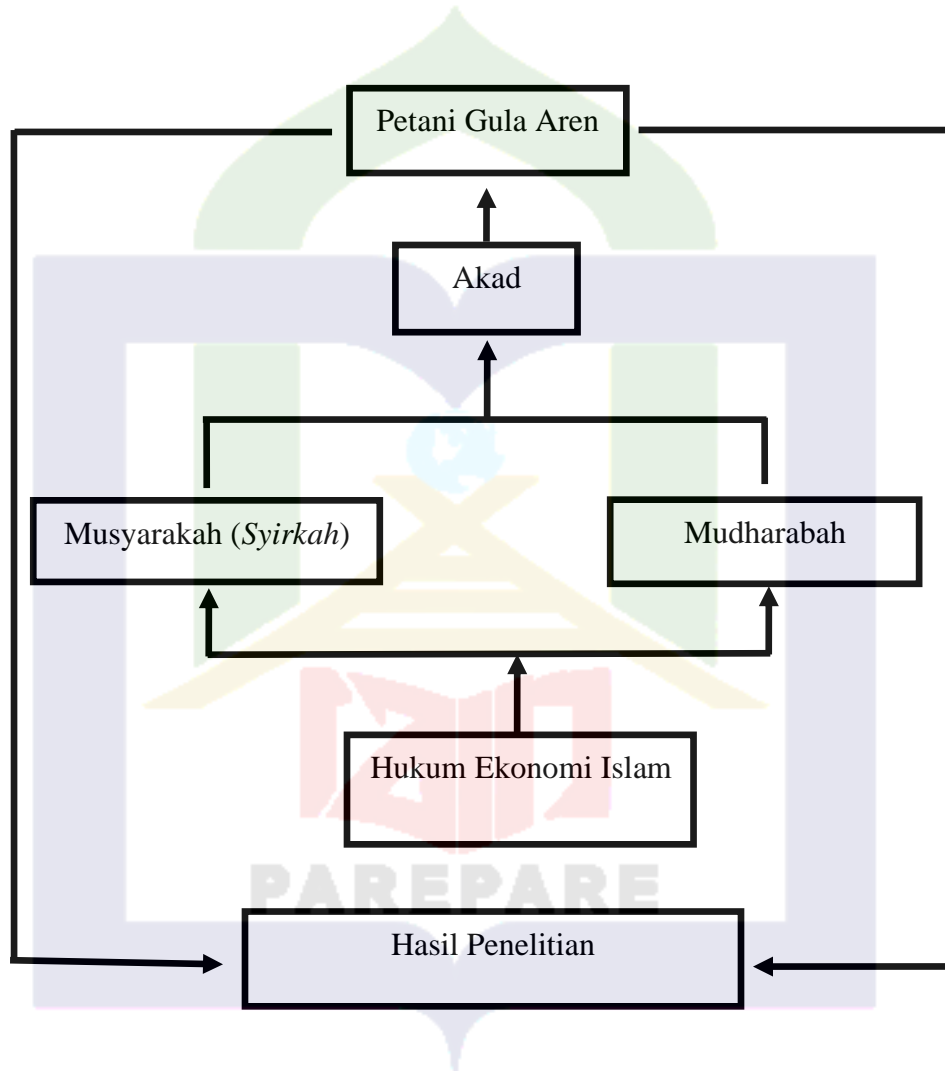 Petani Gula Aren
Akad
Musyarakah (Syirkah)
Mudharabah
Hukum Ekonomi Islam
PAREPARE
Hasil Penelitian